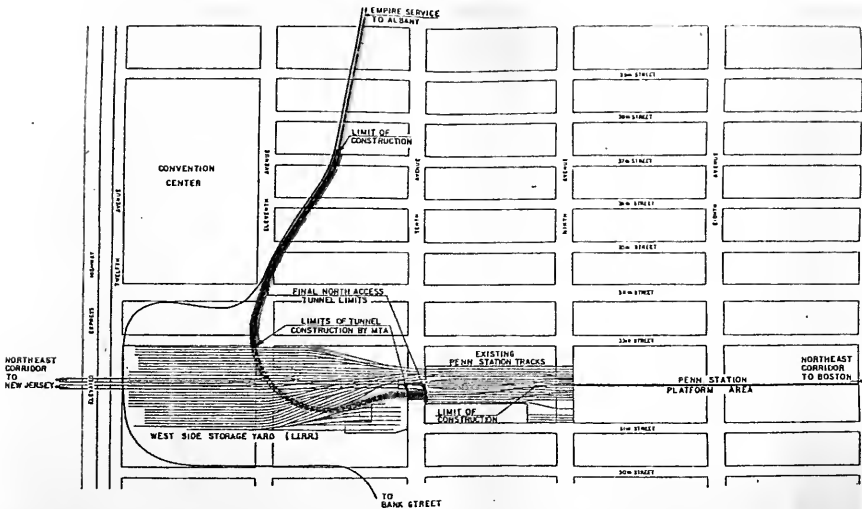 EMPIRE SERVICE
TO ALBANY
39TH STREET
38TH STREET
LIMIT OF
CONSTRUCTION
37TH STREET
CONVENTION
CENTER
AVENUE
AVENUE
AVENUE
AVENUE
36TH STREET
ELEVENTH
TENTH
NINTH
EIGHTH
35TH STREET
AVENUE
TWELFTH
HIGHWAY
EXPRESS
ELEVATED
FINAL NORTH ACCESS
TUNNEL LIMITS
34TH STREET
LIMITS OF TUNNEL
CONSTRUCTION BY MTA
33RD STREET
EXISTING
PENN STATION TRACKS
NORTHEAST
CORRIDOR
TO
NEW JERSEY
NORTHEAST
CORRIDOR
TO BOSTON
PENN STATION
PLATFORM AREA
LIMIT OF
CONSTRUCTION
WEST SIDE STORAGE YARD (LIRR)
31ST STREET
30TH STREET
TO
BANK STREET